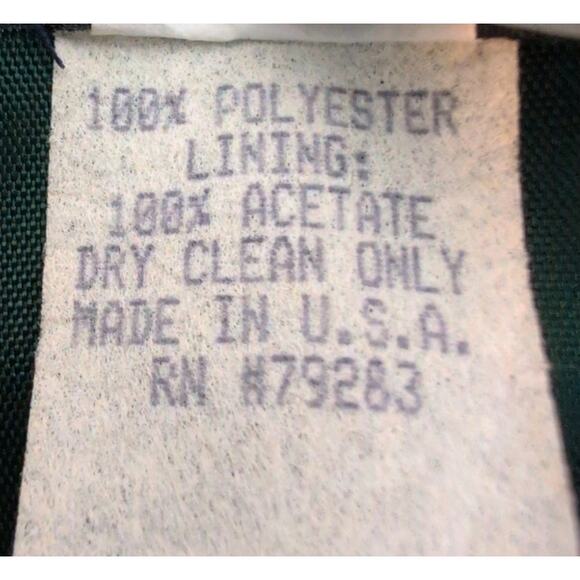 100% POLYESTER
LINING:
100% ACETATE
DRY CLEAN ONLY
MADE IN U.S.A.
RN #79283